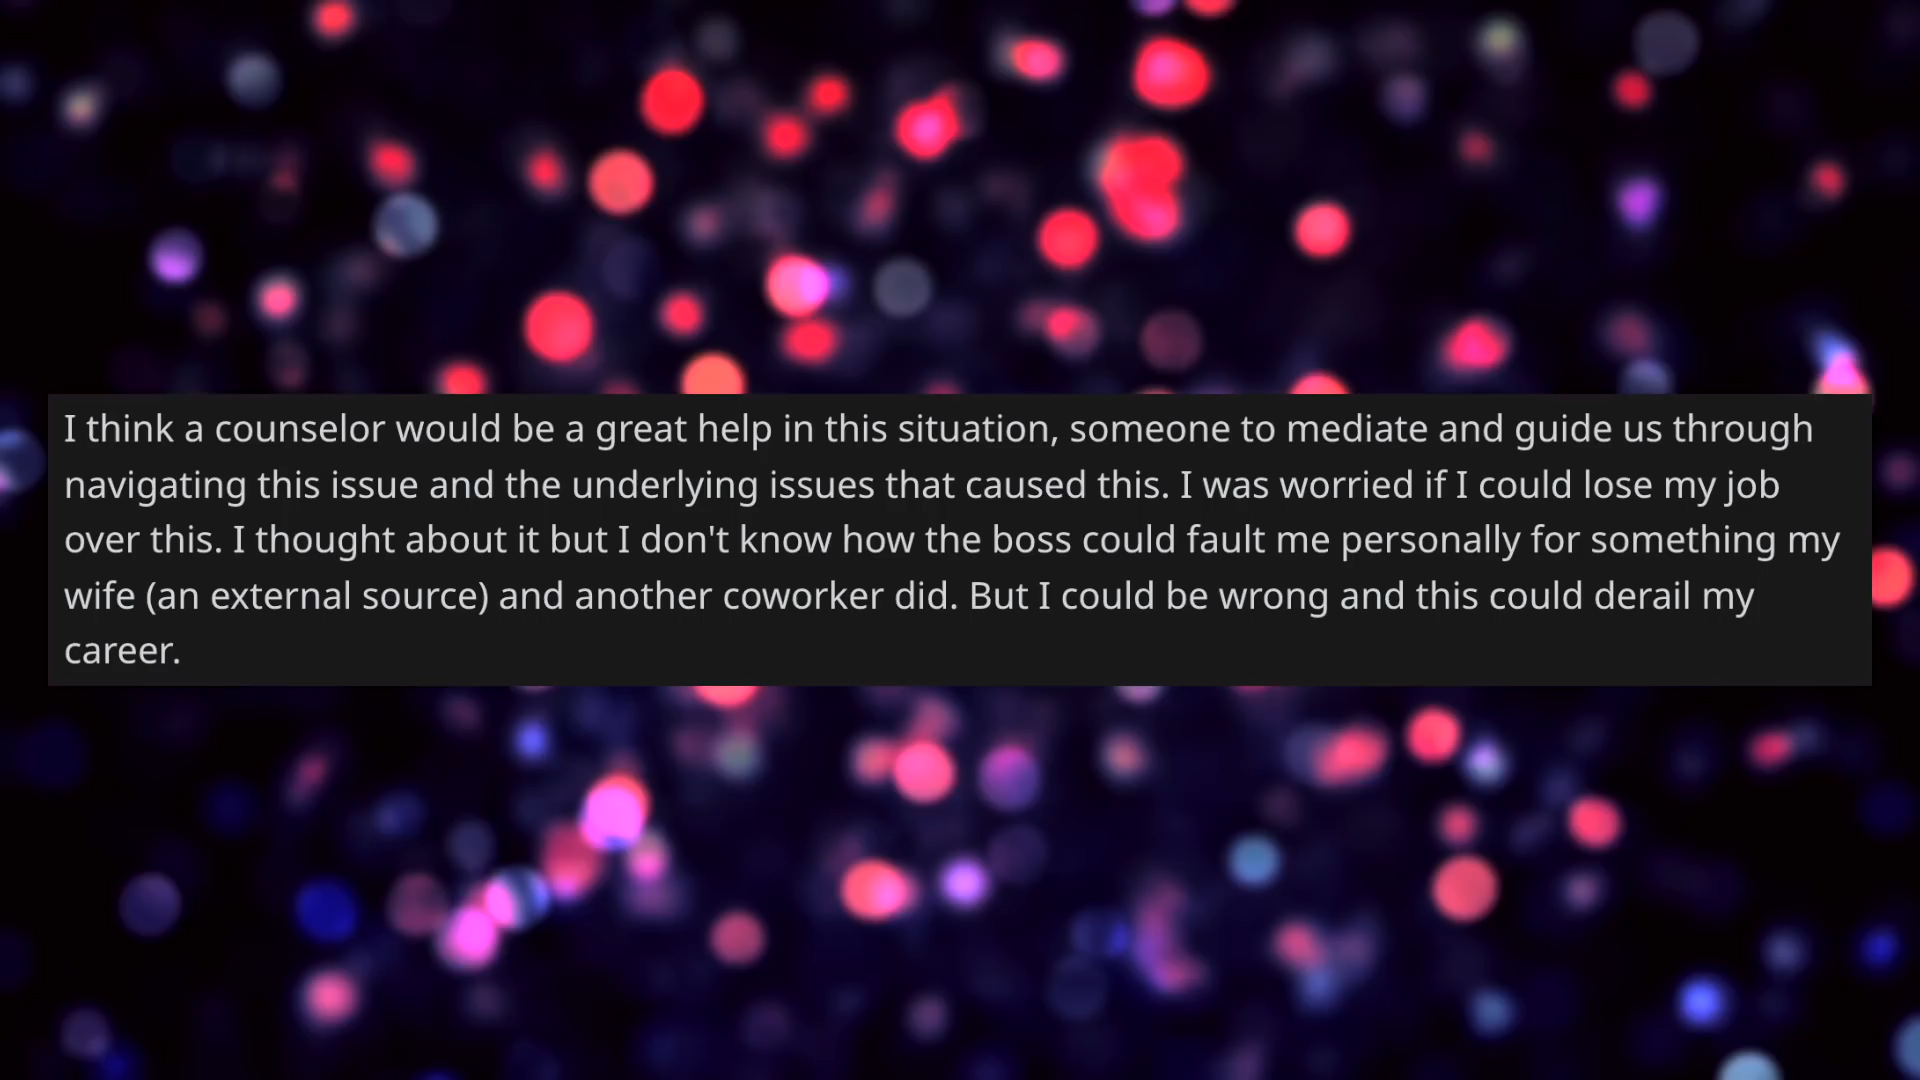 I think a counselor would be a great help in this situation, someone to mediate and guide us through
navigating this issue and the underlying issues that caused this. I was worried if I could lose my job
over this. I thought about it but I don't know how the boss could fault me personally for something my
wife (an external source) and another coworker did. But I could be wrong and this could derail my
career.